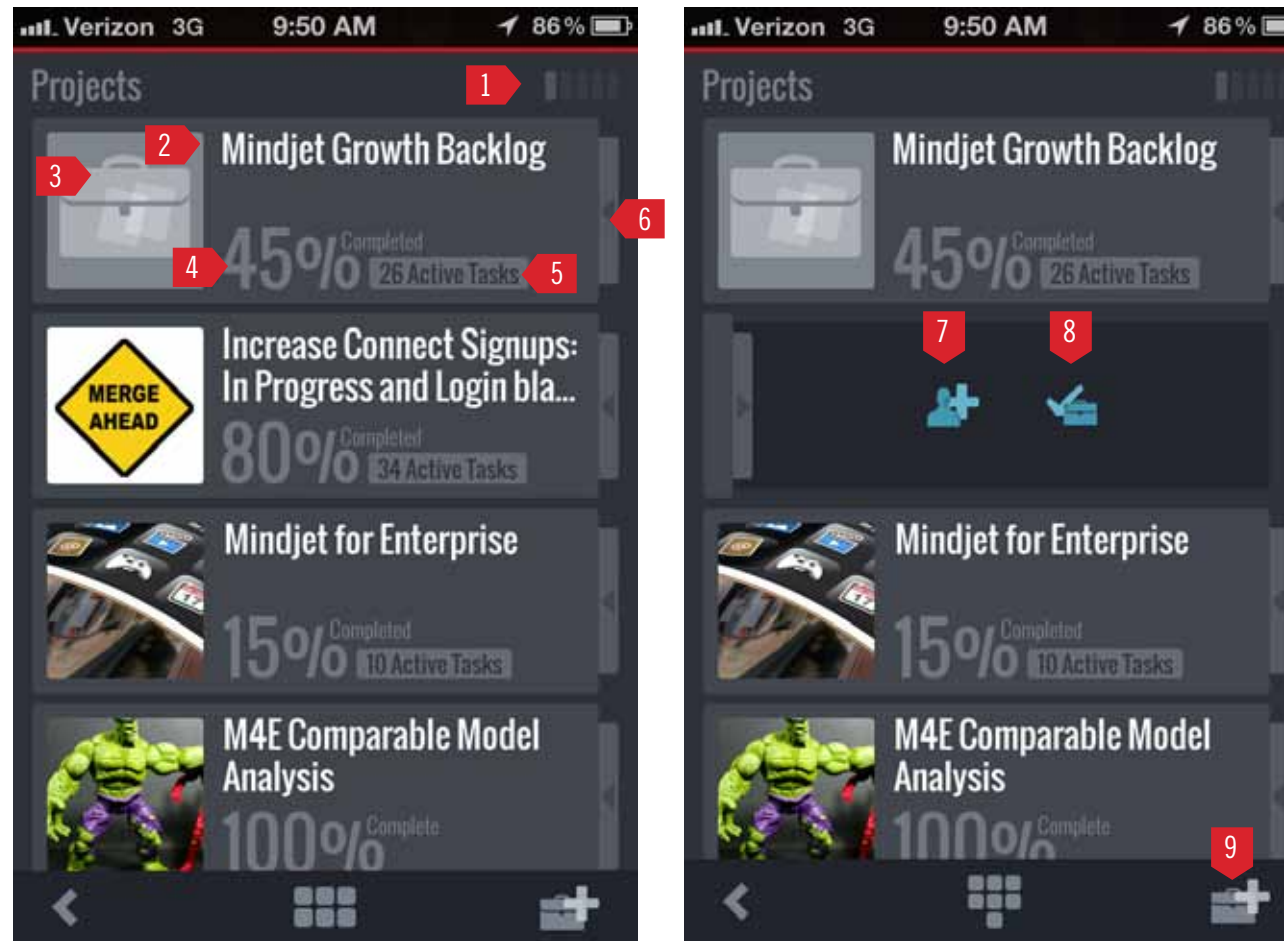 Verizon 3G 9:50 AM 86%
Projects
1
2
Mindjet Growth Backlog
3
6
4
45% Completed
26 Active Tasks
5
Increase Connect Signups:
In Progress and Login bla...
MERGE
AHEAD
80% Completed
34 Active Tasks
Mindjet for Enterprise
17
15% Completed
10 Active Tasks
M4E Comparable Model
Analysis
100% Complete
Verizon 3G 9:50 AM 86%
Projects
Mindjet Growth Backlog
45% Completed
26 Active Tasks
7
8
Mindjet for Enterprise
17
15% Completed
10 Active Tasks
M4E Comparable Model
Analysis
100% Complete
9